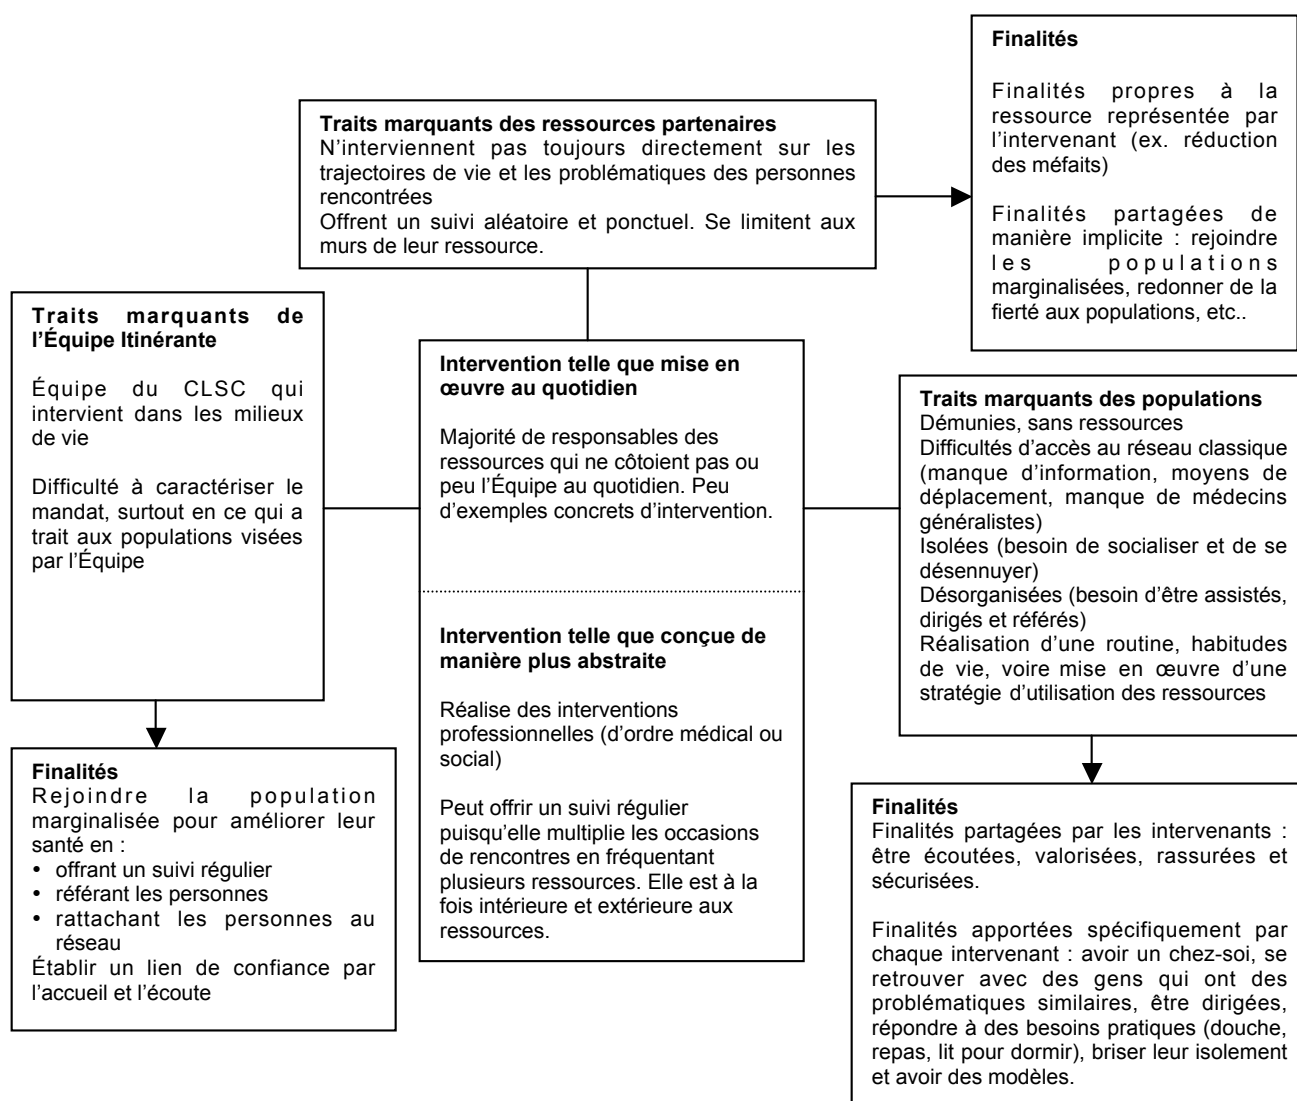 Finalités
Finalités propres à la
ressource représentée par
l’intervenant (ex. réduction
des méfaits)
Finalités partagées de
manière implicite : rejoindre
les populations
marginalisées, redonner de la
fierté aux populations, etc..
Traits marquants des ressources partenaires
N’interviennent pas toujours directement sur les
trajectoires de vie et les problématiques des personnes
rencontrées
Offrent un suivi aléatoire et ponctuel. Se limitent aux
murs de leur ressource.
Traits marquants de
l’Équipe Itinérante
Équipe du CLSC qui
intervient dans les milieux
de vie
Difficulté à caractériser le
mandat, surtout en ce qui a
trait aux populations visées
par l’Équipe
Intervention telle que mise en
œuvre au quotidien
Majorité de responsables des
ressources qui ne côtoient pas ou
peu l’Équipe au quotidien. Peu
d’exemples concrets d’intervention.
Intervention telle que conçue de
manière plus abstraite
Réalise des interventions
professionnelles (d’ordre médical ou
social)
Peut offrir un suivi régulier
puisqu’elle multiplie les occasions
de rencontres en fréquentant
plusieurs ressources. Elle est à la
fois intérieure et extérieure aux
ressources.
Traits marquants des populations
Démunies, sans ressources
Difficultés d’accès au réseau classique
(manque d’information, moyens de
déplacement, manque de médecins
généralistes)
Isolées (besoin de socialiser et de se
désennuyer)
Désorganisées (besoin d’être assistés,
dirigés et référés)
Réalisation d’une routine, habitudes
de vie, voire mise en œuvre d’une
stratégie d’utilisation des ressources
Finalités
Rejoindre la population
marginalisée pour améliorer leur
santé en :
• offrant un suivi régulier
• référant les personnes
• rattachant les personnes au
réseau
Établir un lien de confiance par
l’accueil et l’écoute
Finalités
Finalités partagées par les intervenants :
être écoutées, valorisées, rassurées et
sécurisées.
Finalités apportées spécifiquement par
chaque intervenant : avoir un chez-soi, se
retrouver avec des gens qui ont des
problématiques similaires, être dirigées,
répondre à des besoins pratiques (douche,
repas, lit pour dormir), briser leur isolement
et avoir des modèles.